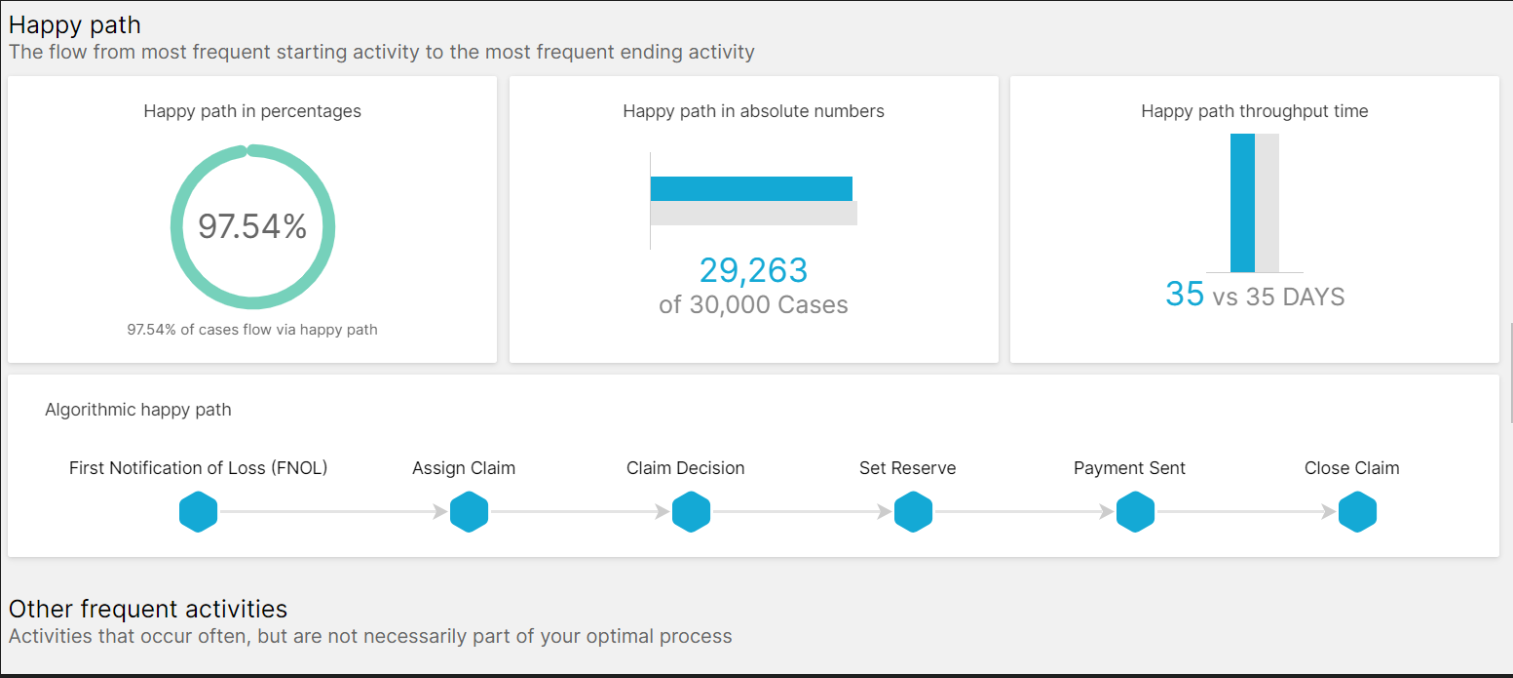 Happy path
The flow from most frequent starting activity to the most frequent ending activity
Happy path in percentages
97.54%
97.54% of cases flow via happy path
Happy path in absolute numbers
29,263
of 30,000 Cases
Happy path throughput time
35 vs 35 DAYS
Algorithmic happy path
First Notification of Loss (FNOL)
Assign Claim
Claim Decision
Set Reserve
Payment Sent
Close Claim
Other frequent activities
Activities that occur often, but are not necessarily part of your optimal process